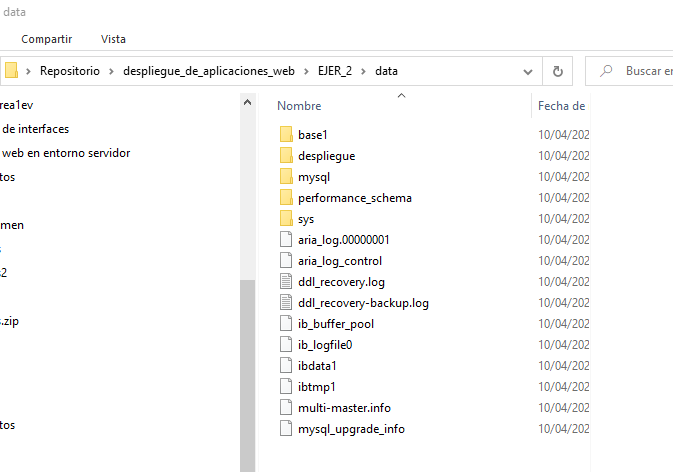 data
Compartir Vista
Repositorio despliegue_de_aplicaciones_web EJER_2 data Buscar en
Nombre Fecha de
rea1ev
de interfaces
base1 10/04/202
web en entorno servidor
despliegue 10/04/202
tos
mysql 10/04/202
performance_schema 10/04/202
men
sys 10/04/202
aria_log.00000001 10/04/202
s
aria_log_control 10/04/202
s2
ddl_recovery.log 10/04/202
ddl_recovery-backup.log 10/04/202
s.zip
ib_buffer_pool 10/04/202
ib_logfile0 10/04/202
ibdata1 10/04/202
ibtmp1 10/04/202
multi-master.info 10/04/202
tos
mysql_upgrade_info 10/04/202